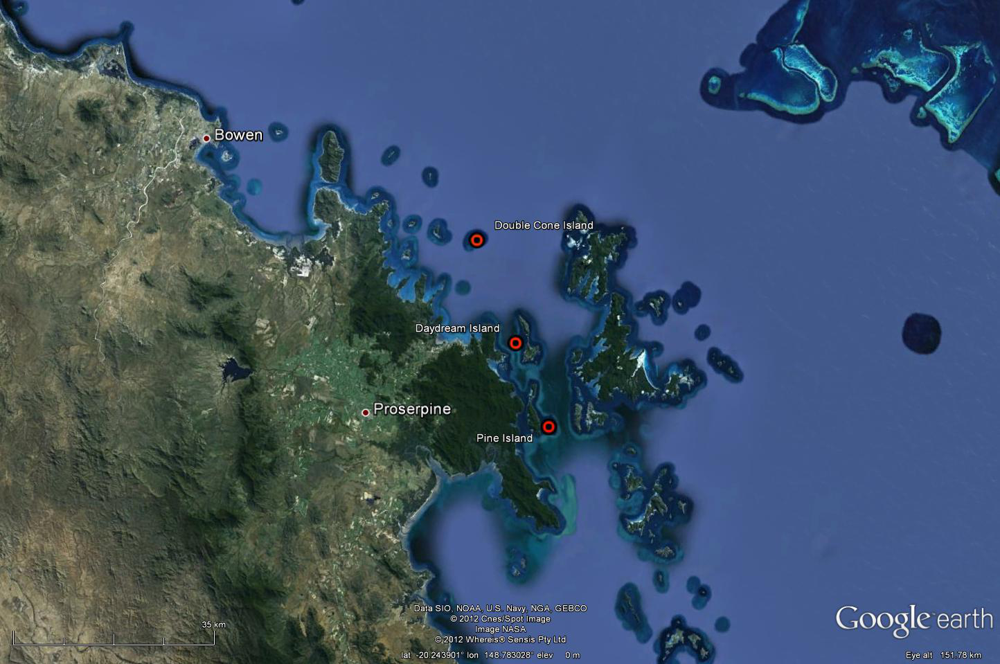 Bowen
Double Cone Island
Daydream Island
Proserpine
Pine Island
35 km
Data SIO, NOAA, U.S. Navy, NGA, GEBCO
© 2012 Cnes/Spot Image
Image NASA
© 2012 Whereis® Sensis Pty Ltd
Google earth
lat -20.243901° lon 148.783028° elev 0 m
Eye alt 151.78 km